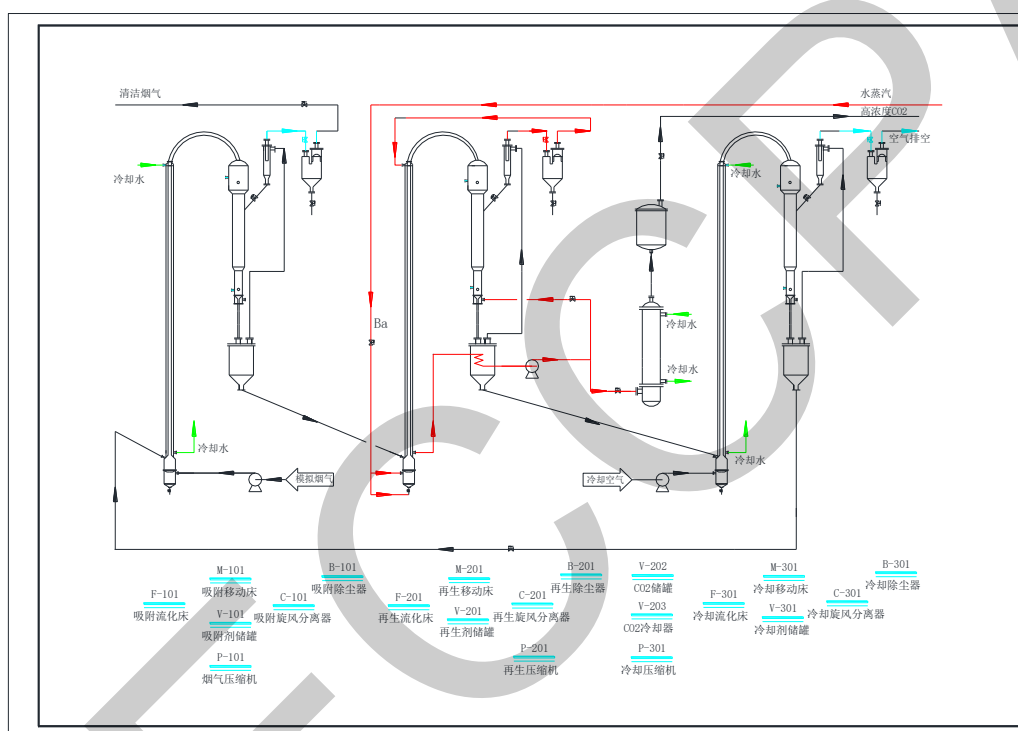 清洁烟气
水蒸汽
高浓度CO2
空气排空
冷却水
冷却水
Ba
冷却水
冷却水
冷却水
冷却水
模拟烟气
冷却空气
M-101
吸附移动床
B-101
吸附除尘器
M-201
再生移动床
B-201
再生除尘器
V-202
CO2储罐
M-301
冷却移动床
B-301
冷却除尘器
F-101
吸附流化床
C-101
吸附旋风分离器
F-201
再生流化床
C-201
再生旋风分离器
F-301
冷却流化床
C-301
冷却旋风分离器
V-101
吸附剂储罐
V-201
再生剂储罐
V-203
CO2冷却器
V-301
冷却剂储罐
P-101
烟气压缩机
P-201
再生压缩机
P-301
冷却压缩机